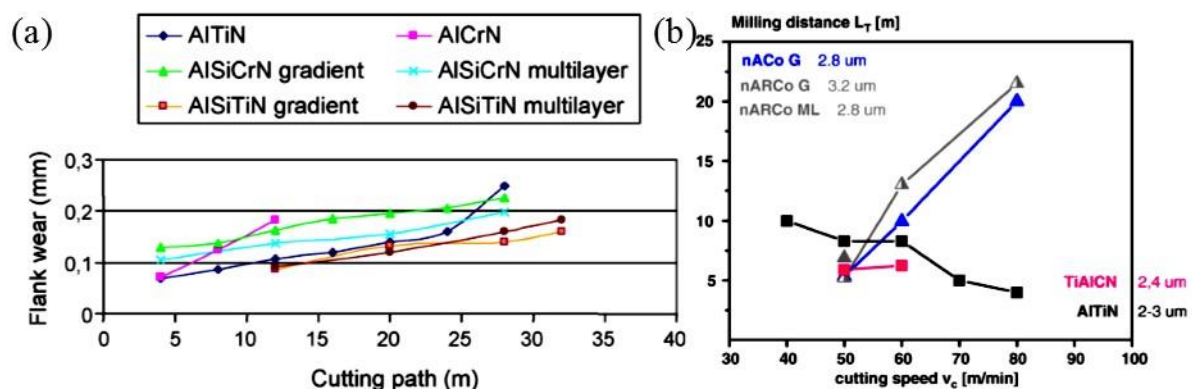 (a)
AlTiN
AlCrN
AlSiCrN gradient
AlSiCrN multilayer
AlSiTiN gradient
AlSiTiN multilayer
Flank wear (mm)
0,3
0,2
0,1
0
0 5 10 15 20 25 30 35 40
Cutting path (m)
(b)
Milling distance LT [m]
25
20
15
10
5
nACo G 2.8 um
nARCo G 3.2 um
nARCo ML 2.8 um
TiAlCN 2,4 um
AlTiN 2-3 um
30 40 50 60 70 80 90 100
cutting speed vc [m/min]